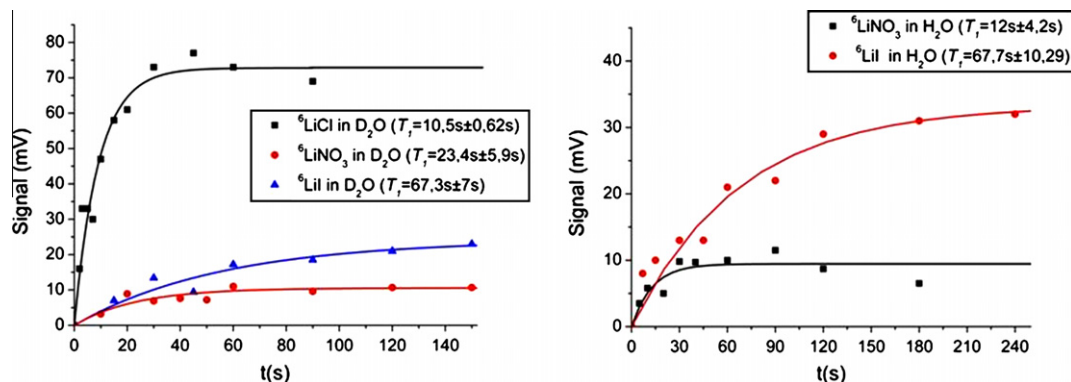 80
70
60
50
40
30
20
10
0
Signal (mV)
0 20 40 60 80 100 120 140
t(s)
⁶LiCl in D₂O (T₁=10,5s±0,62s)
⁶LiNO₃ in D₂O (T₁=23,4s±5,9s)
⁶LiI in D₂O (T₁=67,3s±7s)
40
30
20
10
0
Signal (mV)
0 30 60 90 120 150 180 210 240
t(s)
⁶LiNO₃ in H₂O (T₁=12s±4,2s)
⁶LiI in H₂O (T₁=67,7s±10,29)